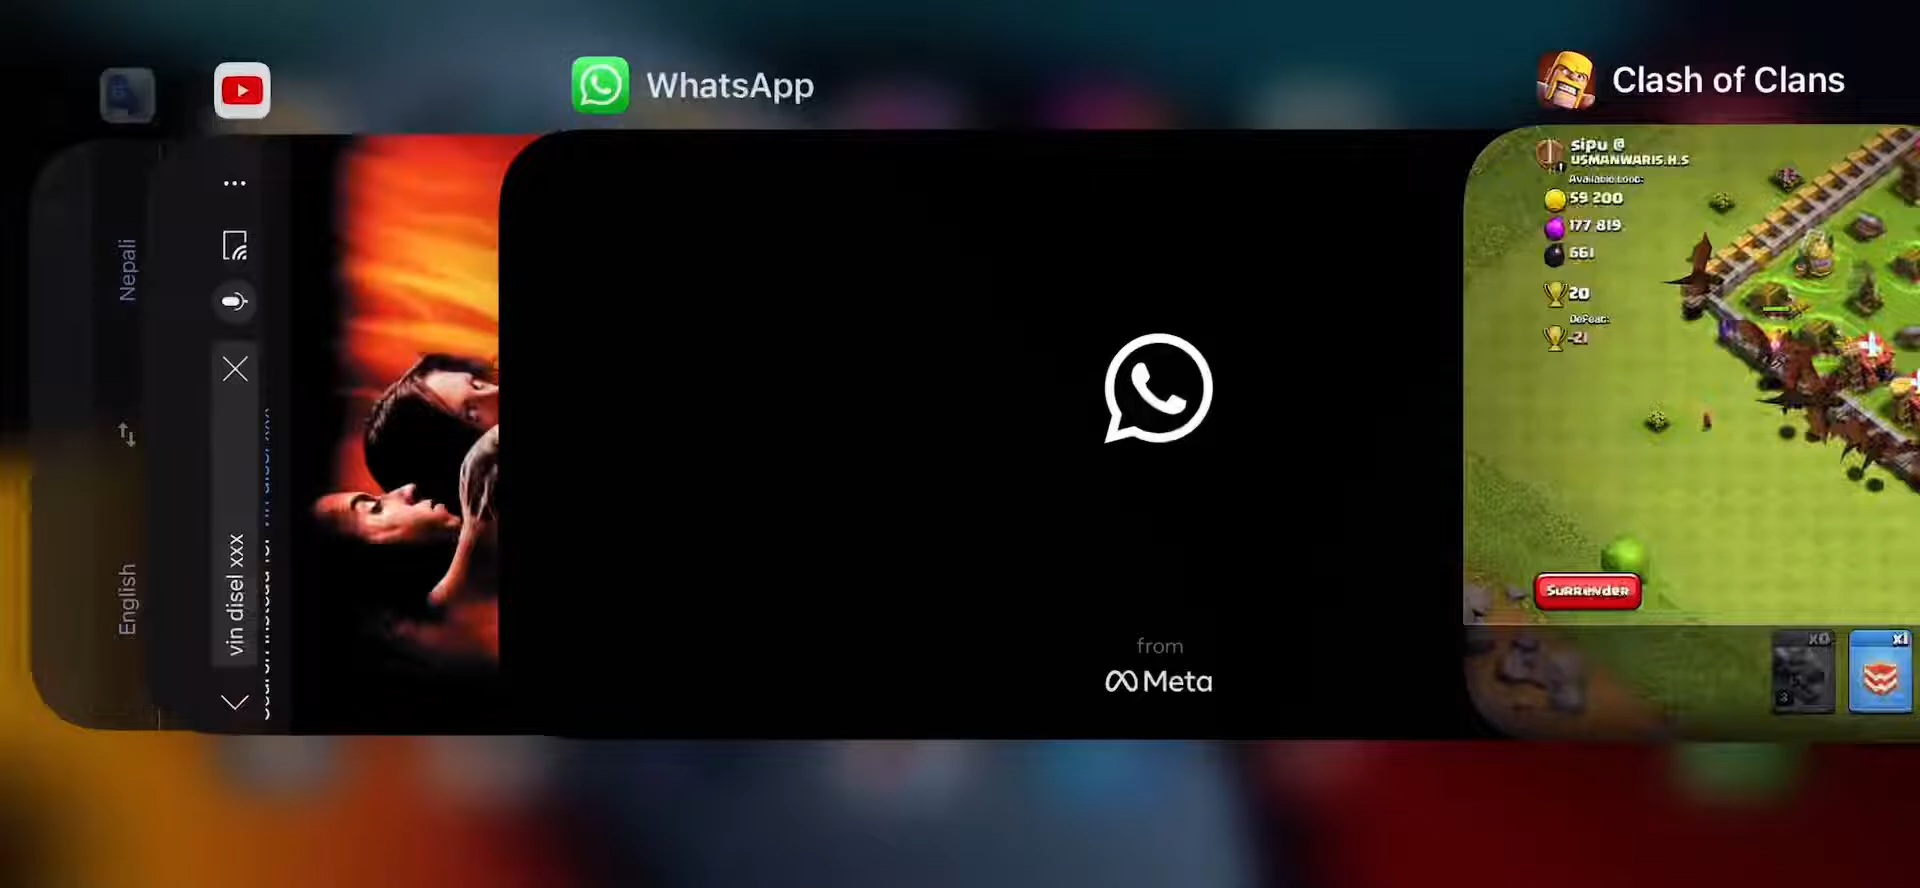 WhatsApp
Clash of Clans
Nepali
English
vin disel xxx
from
Meta
sipu @
USMANWARIS.H.S
Available Loot:
59 200
177 819
661
20
Defeat:
-21
Surrender
x0
3
x1